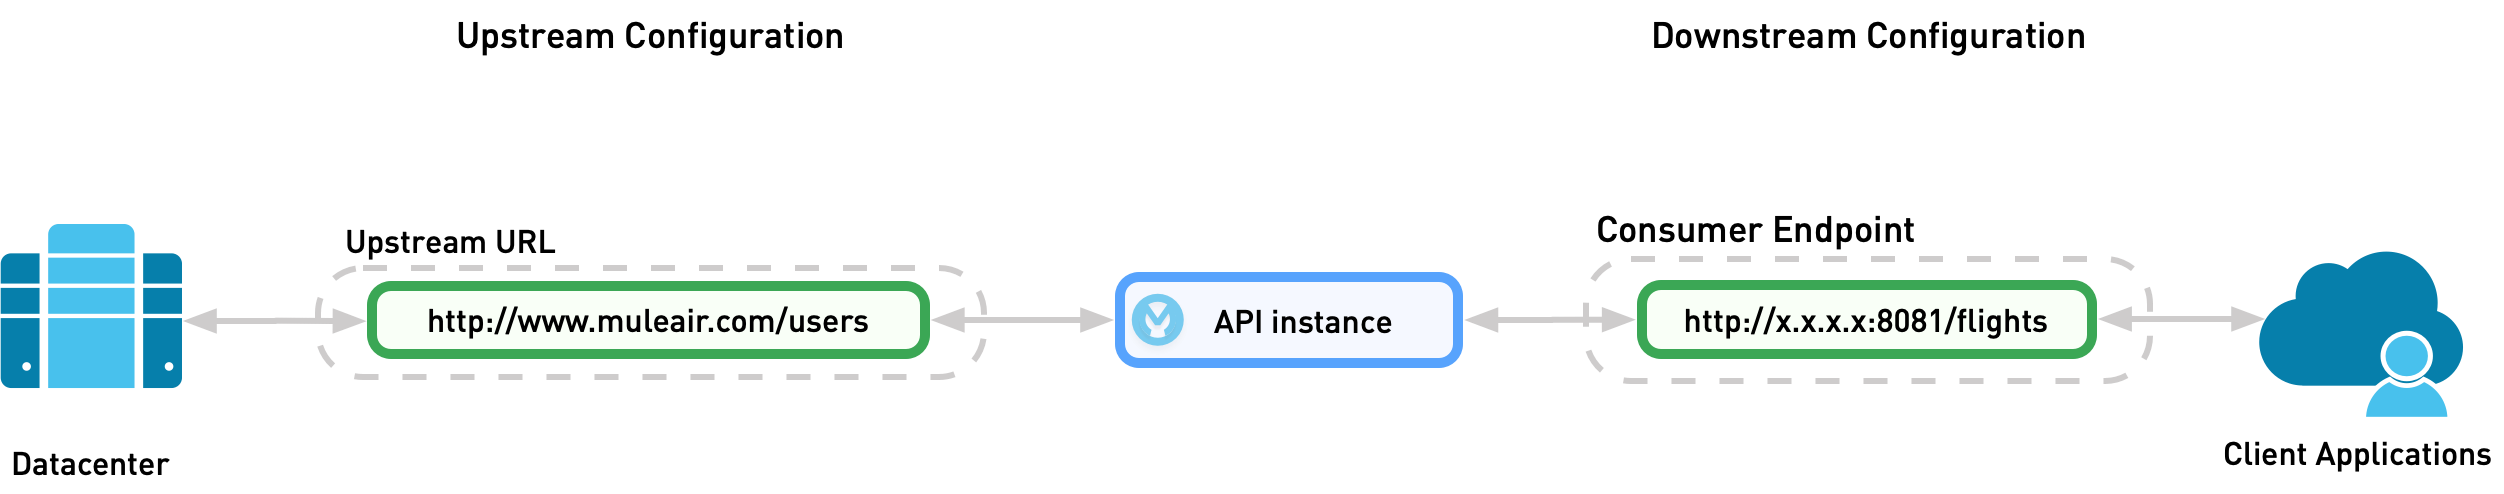 Upstream Configuration
Downstream Configuration
Upstream URL
http://www.muleair.com/users
API instance
Consumer Endpoint
http://x.x.x.x:8081/flights
Datacenter
Client Applications